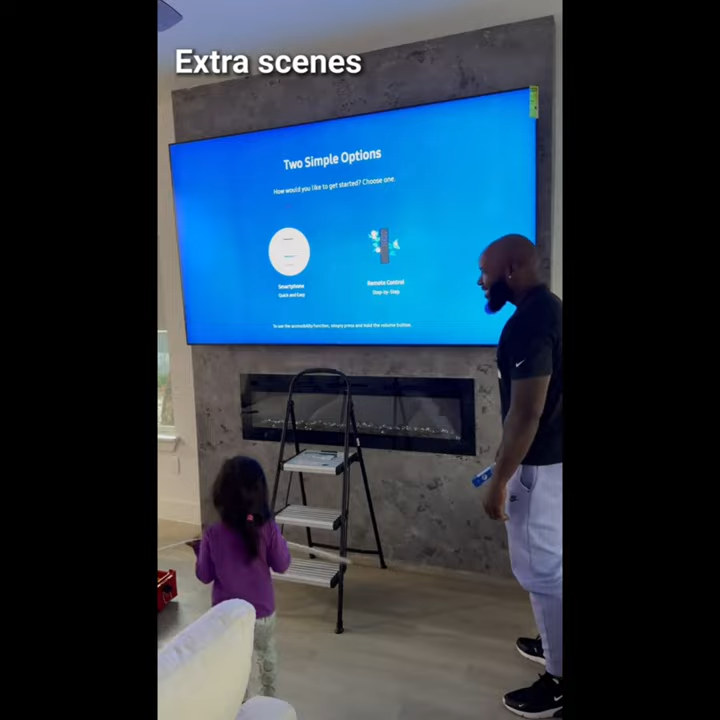 Extra scenes
Two Simple Options
How would you like to get started? Choose one.
Smartphone
Remote Control
Quick and Easy
Step-by-Step
To use the accessibility function, simply press and hold the volume button.